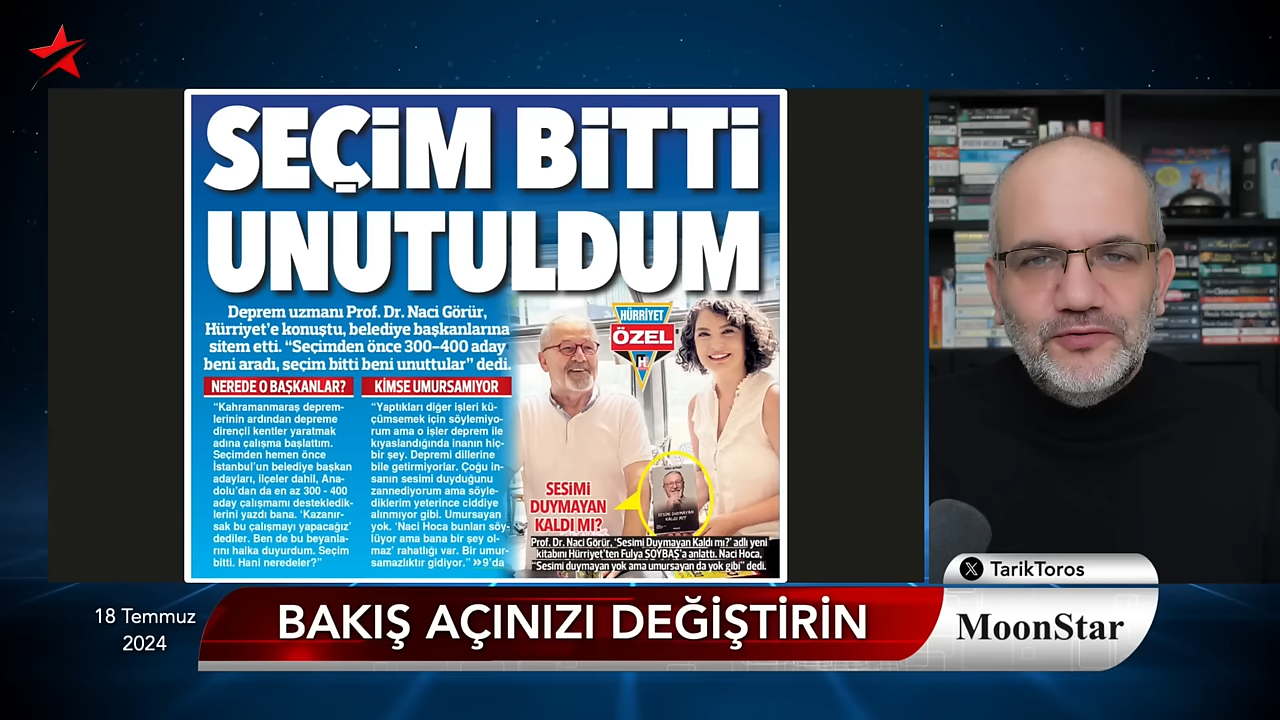 SEÇİM BİTTİ
UNUTULDUM
Deprem uzmanı Prof. Dr. Naci Görür,
Hürriyet'e konuştu, belediye başkanlarına
sitem etti. “Seçimden önce 300-400 aday
beni aradı, seçim bitti beni unuttular” dedi.
HÜRRİYET
ÖZEL
H
NEREDE O BAŞKANLAR?
“Kahramanmaraş deprem-
lerinin ardından depreme
dirençli kentler yaratmak
adına çalışma başlattım.
Seçimden hemen önce
İstanbul'un belediye başkan
adayları, ilçeler dahil, Ana-
dolu'dan da en az 300 - 400
aday çalışmamı destekledik-
lerini yazdı bana. ‘Kazanır-
sak bu çalışmayı yapacağız’
dediler. Ben de bu beyanla-
rını halka duyurdum. Seçim
bitti. Hani neredeler?”
KİMSE UMURSAMIYOR
“Yaptıkları diğer işleri kü-
çümsemek için söylemiyo-
rum ama o işler deprem ile
kıyaslandığında inanın hiç-
bir şey. Depremi dillerine
bile getirmiyorlar. Çoğu in-
sanın sesimi duyduğunu
zannediyorum ama söyle-
diklerim yeterince ciddiye
alınmıyor gibi. Umursayan
yok. ‘Naci Hoca bunları söy-
lüyor ama bana bir şey ol-
maz’ rahatlığı var. Bir umur-
samazlıktır gidiyor.” »9'da
SESİMİ
DUYMAYAN
KALDI MI?
SESİMİ DUYMAYAN
KALDI MI?
Prof. Dr. Naci Görür, ‘Sesimi Duymayan Kaldı mı?’ adlı yeni
kitabını Hürriyet'ten Fulya SOYBAŞ'a anlattı. Naci Hoca,
“Sesimi duymayan yok ama umursayan da yok gibi” dedi.
X TarikToros
18 Temmuz
2024
BAKIŞ AÇINIZI DEĞİŞTİRİN
MoonStar